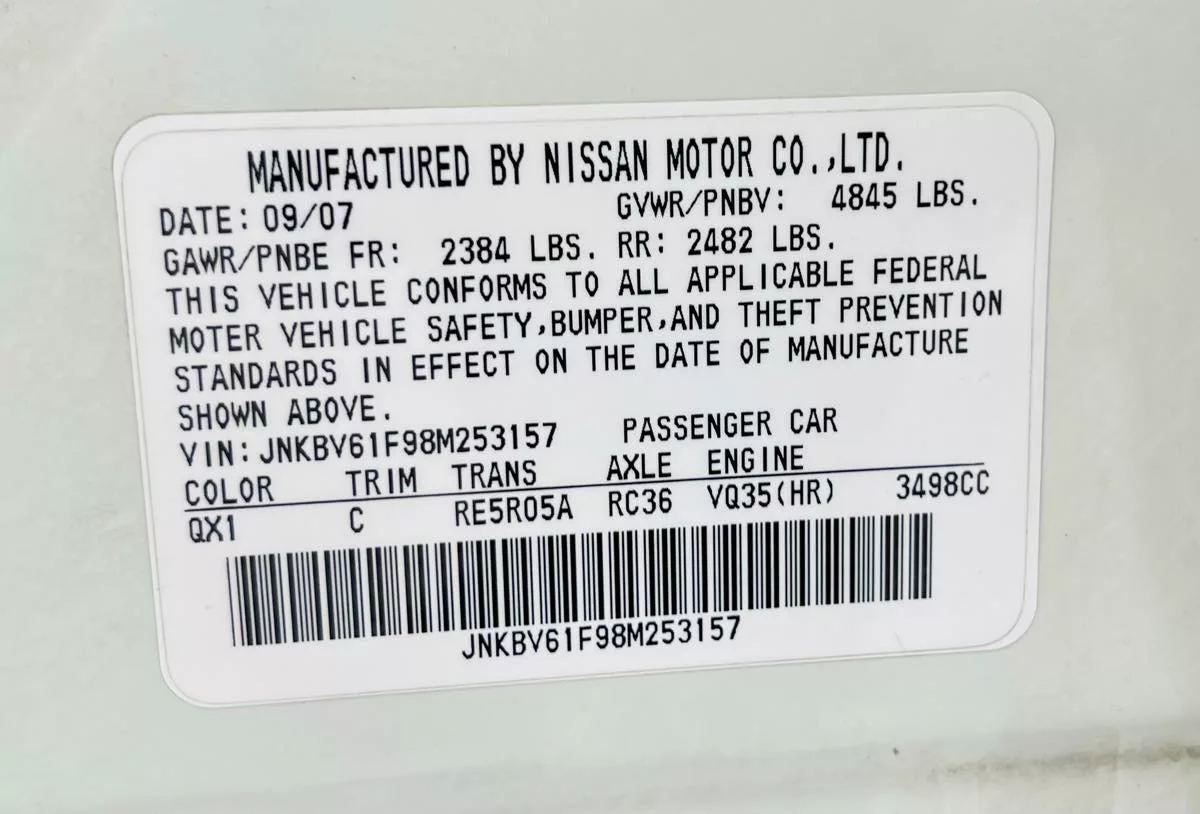 MANUFACTURED BY NISSAN MOTOR CO.,LTD.
DATE: 09/07 GVWR/PNBV: 4845 LBS.
GAWR/PNBE FR: 2384 LBS. RR: 2482 LBS.
THIS VEHICLE CONFORMS TO ALL APPLICABLE FEDERAL
MOTER VEHICLE SAFETY,BUMPER,AND THEFT PREVENTION
STANDARDS IN EFFECT ON THE DATE OF MANUFACTURE
SHOWN ABOVE.
VIN: JNKBV61F98M253157 PASSENGER CAR
COLOR TRIM TRANS AXLE ENGINE
QX1 C RE5R05A RC36 VQ35(HR) 3498CC
JNKBV61F98M253157